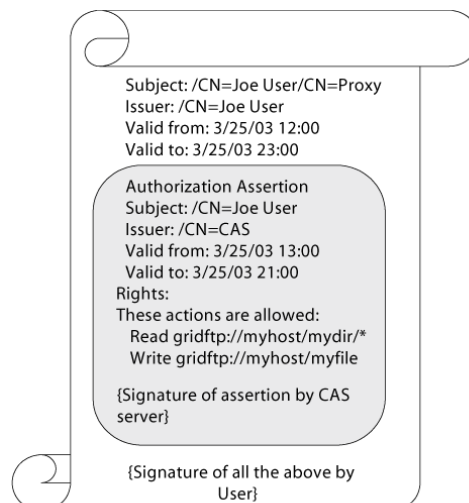 Subject: /CN=Joe User/CN=Proxy
Issuer: /CN=Joe User
Valid from: 3/25/03 12:00
Valid to: 3/25/03 23:00
Authorization Assertion
Subject: /CN=Joe User
Issuer: /CN=CAS
Valid from: 3/25/03 13:00
Valid to: 3/25/03 21:00
Rights:
These actions are allowed:
Read gridftp://myhost/mydir/*
Write gridftp://myhost/myfile
{Signature of assertion by CAS
server}
{Signature of all the above by
User}